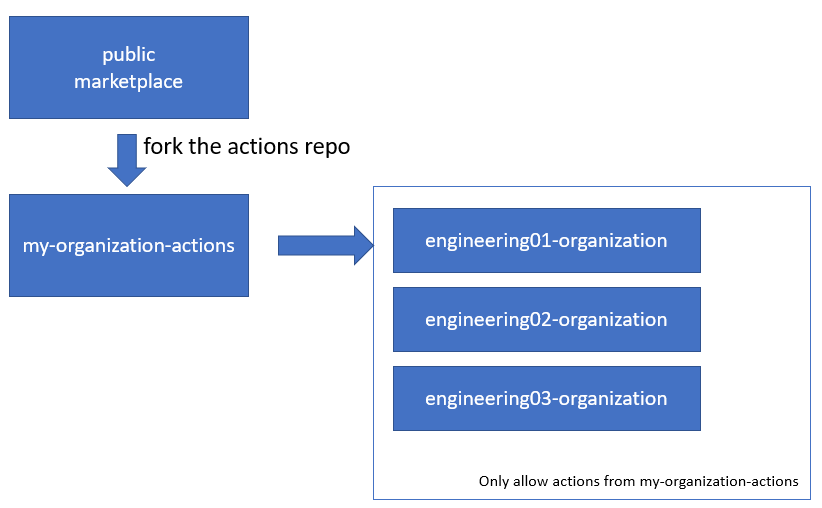 public
marketplace
fork the actions repo
my-organization-actions
engineering01-organization
engineering02-organization
engineering03-organization
Only allow actions from my-organization-actions